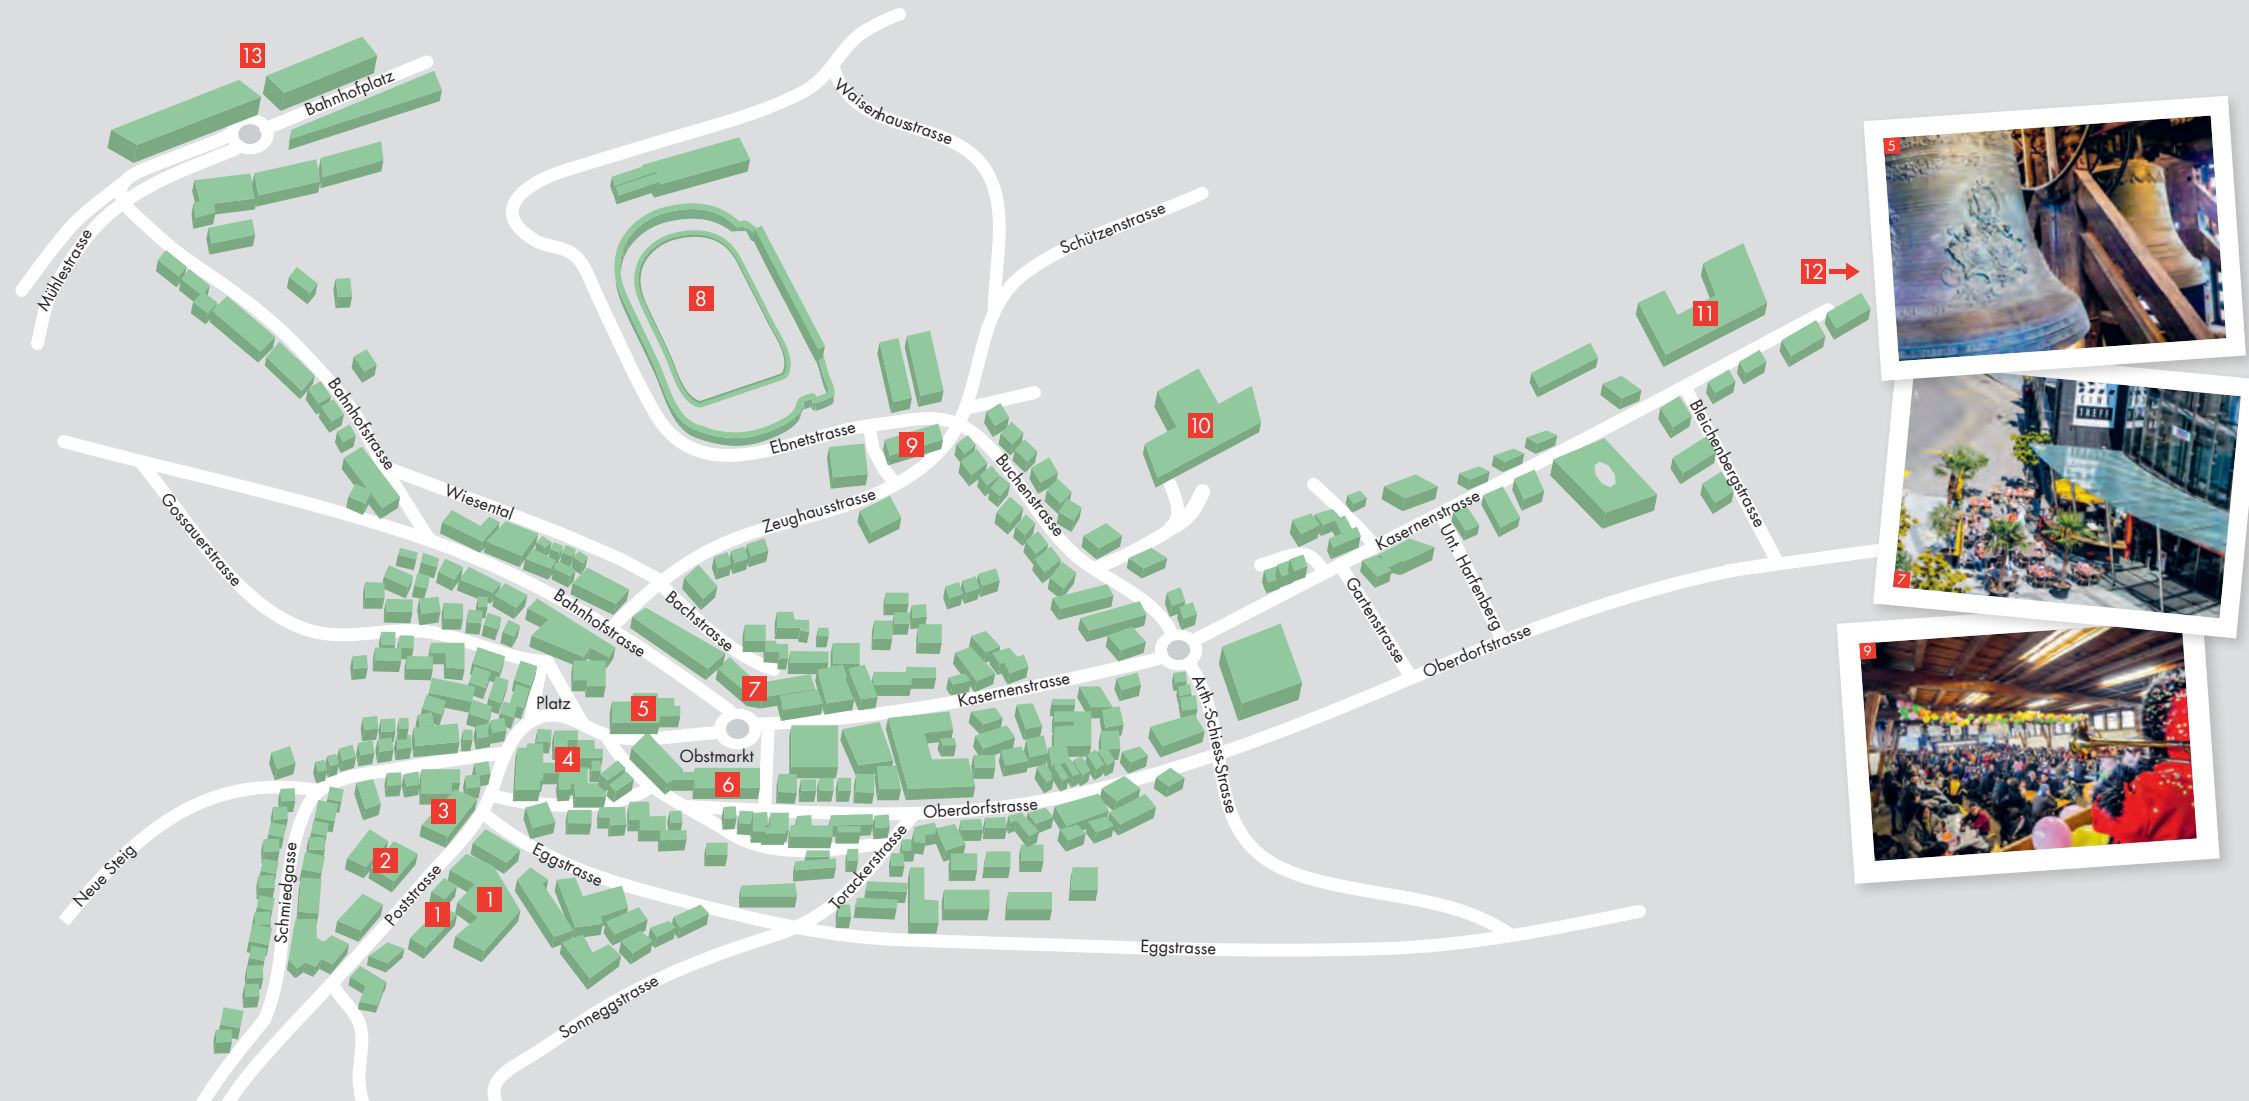 13
Bahnhofplatz
Mühlestrasse
Waisenhausstrasse
Schützenstrasse
8
12
11
5
Bahnhofstrasse
Ebnetstrasse
9
10
Bleichenbergstrasse
CINE
TREFF
7
Gossauerstrasse
Wiesental
Zeughausstrasse
Buchenstrasse
Kasernenstrasse
Unt. Harfenberg
Gartenstrasse
Oberdorfstrasse
Bahnhofstrasse
Bachstrasse
9
Platz
5
7
Kasernenstrasse
Arth.-Schiess-Strasse
Obstmarkt
4
6
3
Oberdorfstrasse
2
Neue Steig
Schmiedgasse
Poststrasse
1
1
Eggstrasse
Torackerstrasse
Eggstrasse
Sonneggstrasse